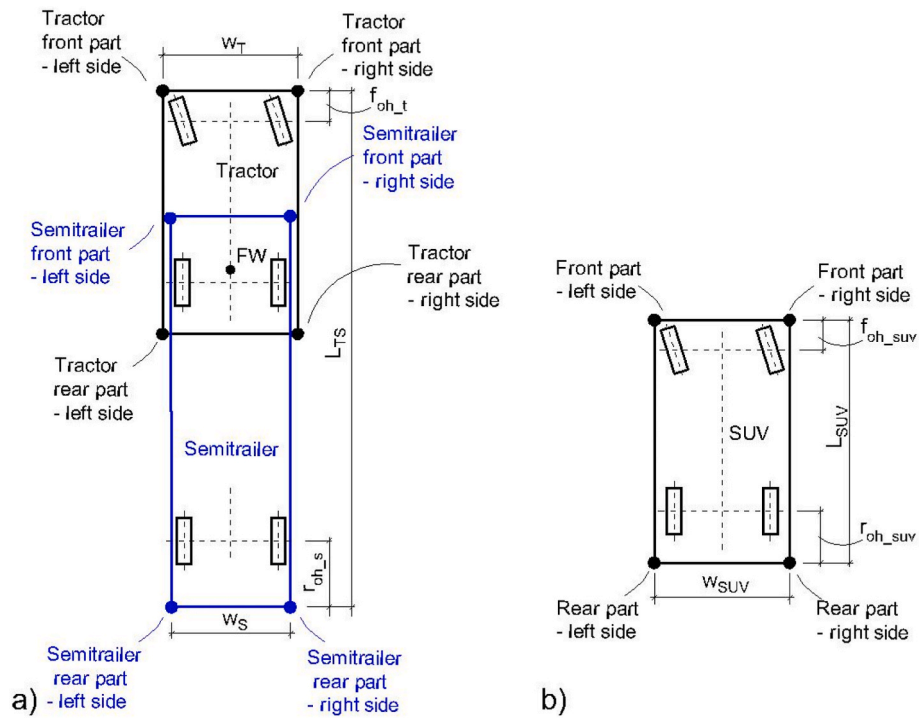 Tractor
front part
- left side
w_T
Tractor
front part
- right side
f_oh_t
Semitrailer
front part
- right side
Tractor
Semitrailer
front part
- left side
FW
Tractor
rear part
- right side
L_TS
Tractor
rear part
- left side
Semitrailer
r_oh_s
w_S
Semitrailer
rear part
- left side
Semitrailer
rear part
- right side
a)
Front part
- left side
Front part
- right side
f_oh_suv
SUV
L_SUV
r_oh_suv
w_SUV
Rear part
- left side
Rear part
- right side
b)